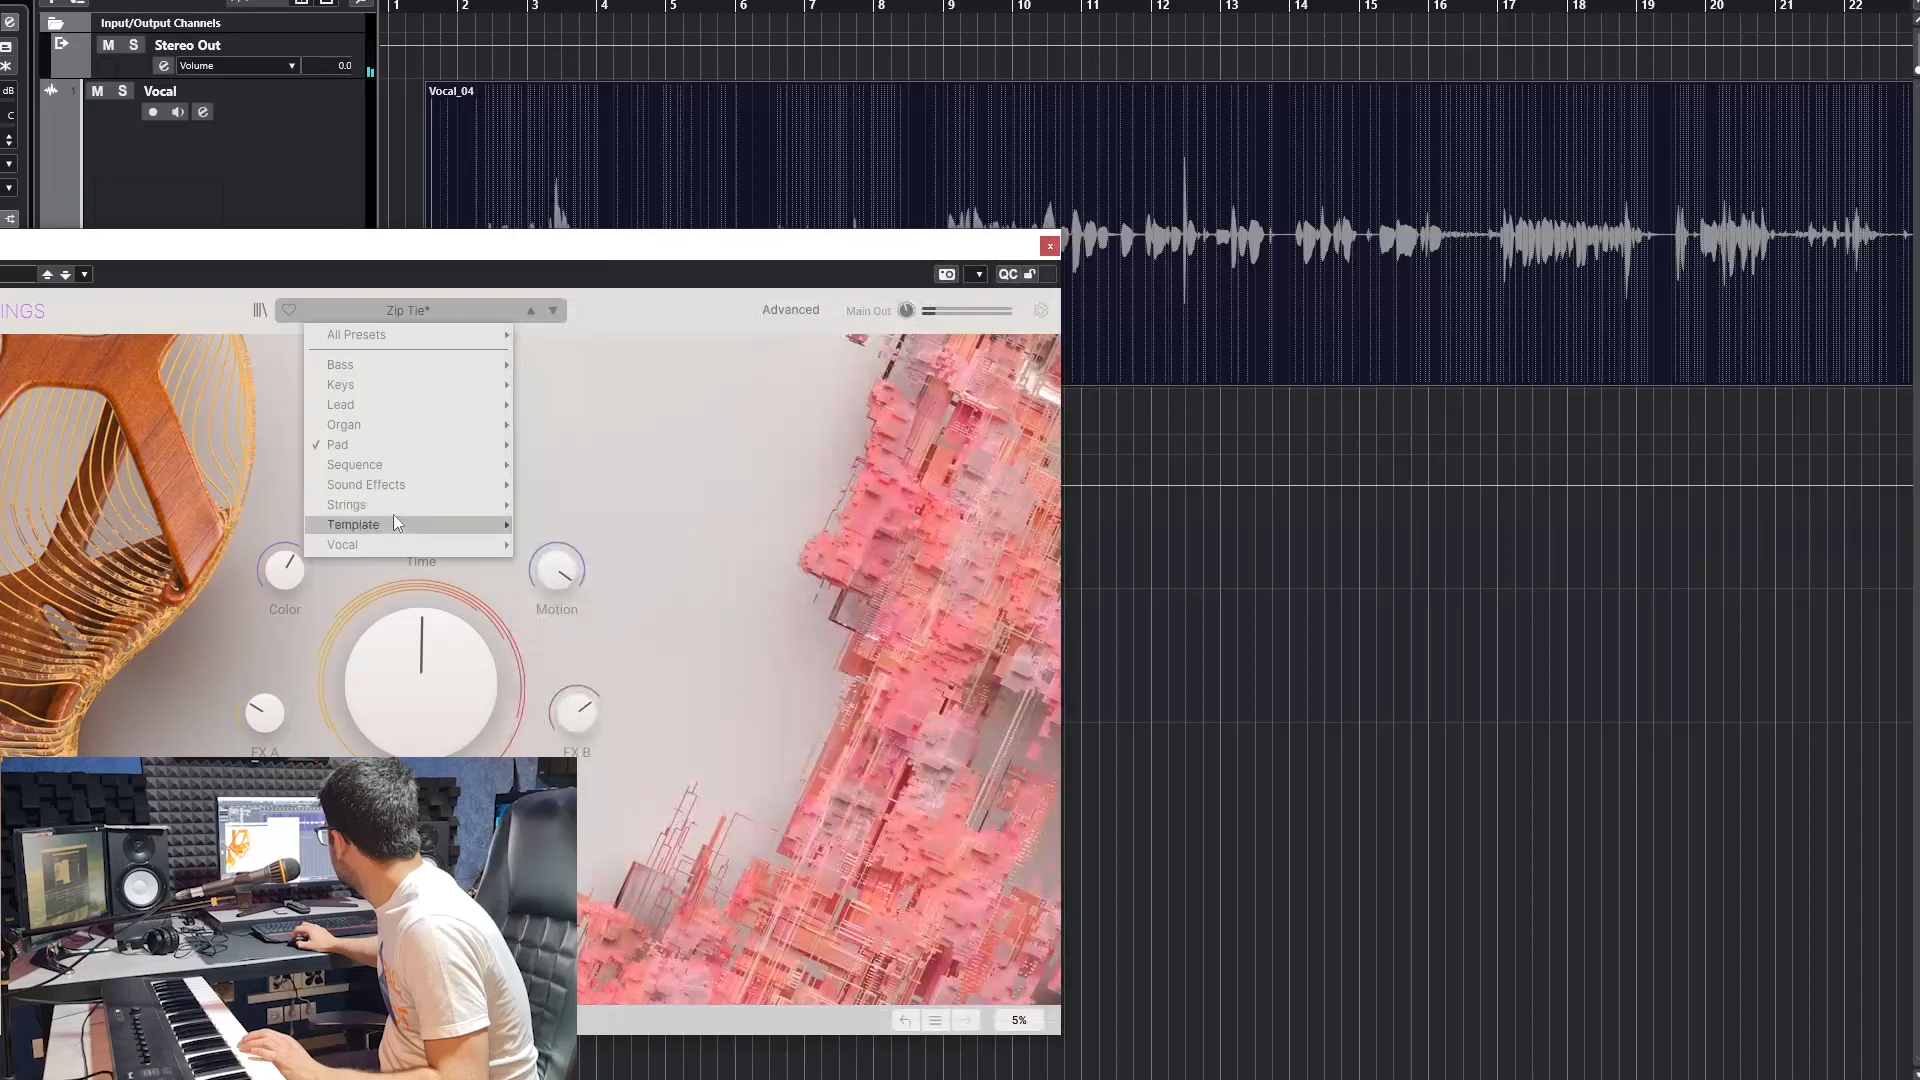 1 2 3 4 5 6 7 8 9 10 11 12 13 14 15 16 17 18 19 20 21 22
Input/Output Channels
M S Stereo Out
e Volume 0.0
1 M S Vocal
e
dB
C
Vocal_04
QC
INGS
Zip Tie*
Advanced
Main Out
All Presets
Bass
Keys
Lead
Organ
Pad
Sequence
Sound Effects
Strings
Template
Vocal
Time
Color
Motion
FX A
FX B
5%